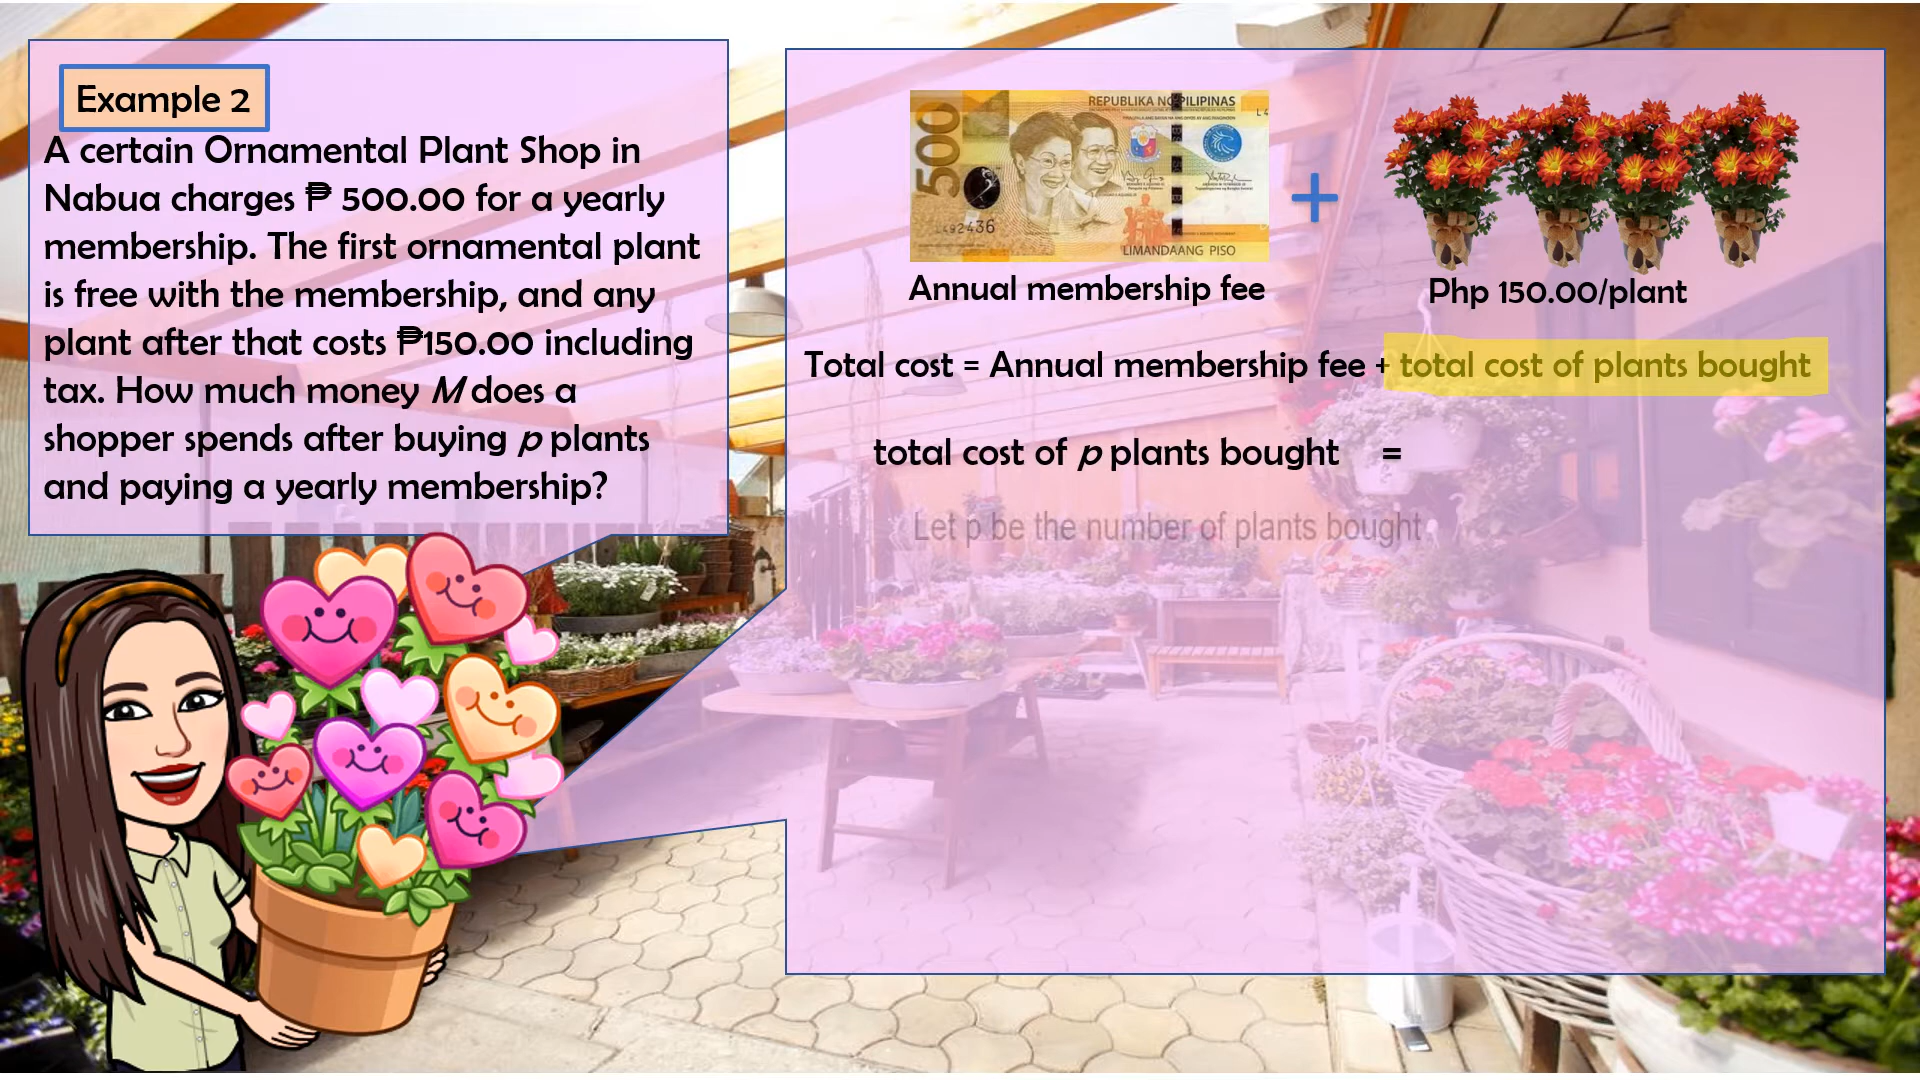 Example 2
A certain Ornamental Plant Shop in
Nabua charges ₱ 500.00 for a yearly
membership. The first ornamental plant
is free with the membership, and any
plant after that costs ₱150.00 including
tax. How much money M does a
shopper spends after buying p plants
and paying a yearly membership?
500
REPUBLIKA NG PILIPINAS
L492436
LIMANDAANG PISO
+
Annual membership fee
Php 150.00/plant
Total cost = Annual membership fee + total cost of plants bought
total cost of p plants bought =
Let p be the number of plants bought